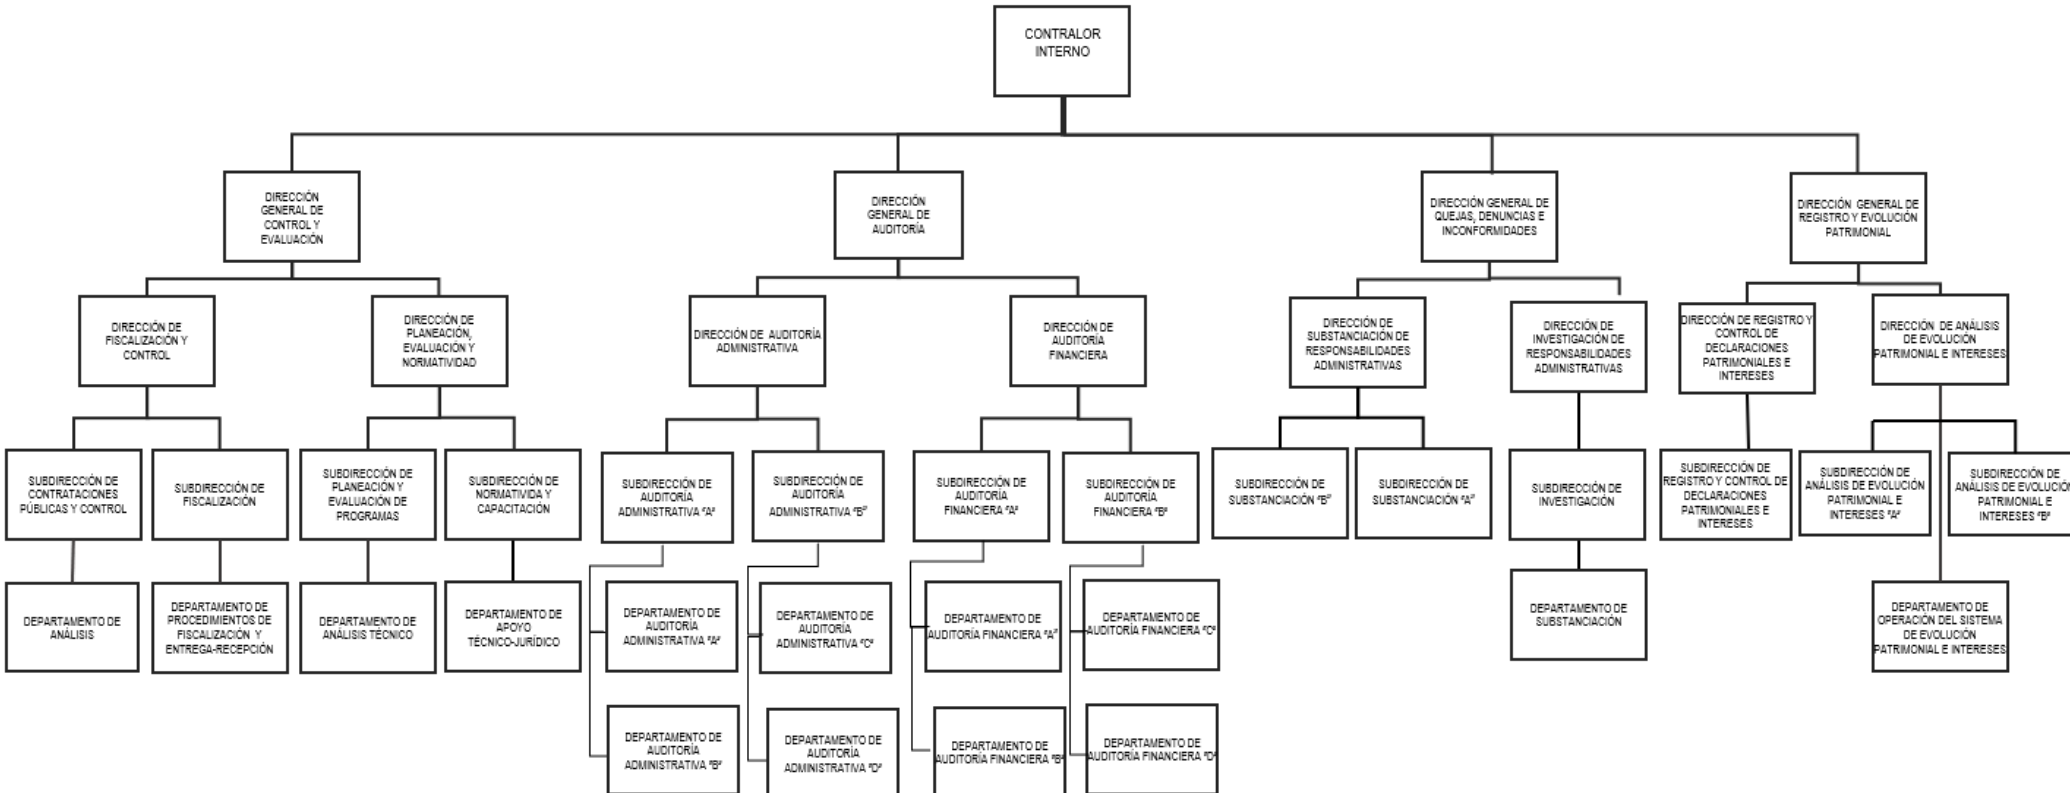 CONTRALOR
INTERNO
DIRECCIÓN
GENERAL DE
CONTROL Y
EVALUACIÓN
DIRECCIÓN
GENERAL DE
AUDITORÍA
DIRECCIÓN GENERAL DE
QUEJAS, DENUNCIAS E
INCONFORMIDADES
DIRECCIÓN GENERAL DE
REGISTRO Y EVOLUCIÓN
PATRIMONIAL
DIRECCIÓN DE
FISCALIZACIÓN Y
CONTROL
DIRECCIÓN DE
PLANEACIÓN,
EVALUACIÓN Y
NORMATIVIDAD
DIRECCIÓN DE AUDITORÍA
ADMINISTRATIVA
DIRECCIÓN DE
AUDITORÍA
FINANCIERA
DIRECCIÓN DE
SUBSTANCIACIÓN DE
RESPONSABILIDADES
ADMINISTRATIVAS
DIRECCIÓN DE
INVESTIGACIÓN DE
RESPONSABILIDADES
ADMINISTRATIVAS
DIRECCIÓN DE REGISTRO Y
CONTROL DE
DECLARACIONES
PATRIMONIALES E
INTERESES
DIRECCIÓN DE ANÁLISIS
DE EVOLUCIÓN
PATRIMONIAL E INTERESES
SUBDIRECCIÓN DE
CONTRATACIONES
PÚBLICAS Y CONTROL
SUBDIRECCIÓN DE
FISCALIZACIÓN
SUBDIRECCIÓN DE
PLANEACIÓN Y
EVALUACIÓN DE
PROGRAMAS
SUBDIRECCIÓN DE
NORMATIVIDA Y
CAPACITACIÓN
SUBDIRECCIÓN DE
AUDITORÍA
ADMINISTRATIVA "A"
SUBDIRECCIÓN DE
AUDITORÍA
ADMINISTRATIVA "B"
SUBDIRECCIÓN DE
AUDITORÍA
FINANCIERA "A"
SUBDIRECCIÓN DE
AUDITORÍA
FINANCIERA "B"
SUBDIRECCIÓN DE
SUBSTANCIACIÓN "B"
SUBDIRECCIÓN DE
SUBSTANCIACIÓN "A"
SUBDIRECCIÓN DE
INVESTIGACIÓN
SUBDIRECCIÓN DE
REGISTRO Y CONTROL DE
DECLARACIONES
PATRIMONIALES E
INTERESES
SUBDIRECCIÓN DE
ANÁLISIS DE EVOLUCIÓN
PATRIMONIAL E
INTERESES "A"
SUBDIRECCIÓN DE
ANÁLISIS DE EVOLUCIÓN
PATRIMONIAL E
INTERESES "B"
DEPARTAMENTO DE
ANÁLISIS
DEPARTAMENTO DE
PROCEDIMIENTOS DE
FISCALIZACIÓN Y
ENTREGA-RECEPCIÓN
DEPARTAMENTO DE
ANÁLISIS TÉCNICO
DEPARTAMENTO DE
APOYO
TÉCNICO-JURÍDICO
DEPARTAMENTO DE
AUDITORÍA
ADMINISTRATIVA "A"
DEPARTAMENTO DE
AUDITORÍA
ADMINISTRATIVA "C"
DEPARTAMENTO DE
AUDITORÍA FINANCIERA "A"
DEPARTAMENTO DE
AUDITORÍA FINANCIERA "C"
DEPARTAMENTO DE
SUBSTANCIACIÓN
DEPARTAMENTO DE
OPERACIÓN DEL SISTEMA
DE EVOLUCIÓN
PATRIMONIAL E INTERESES
DEPARTAMENTO DE
AUDITORÍA
ADMINISTRATIVA "B"
DEPARTAMENTO DE
AUDITORÍA
ADMINISTRATIVA "D"
DEPARTAMENTO DE
AUDITORÍA FINANCIERA "B"
DEPARTAMENTO DE
AUDITORÍA FINANCIERA "D"